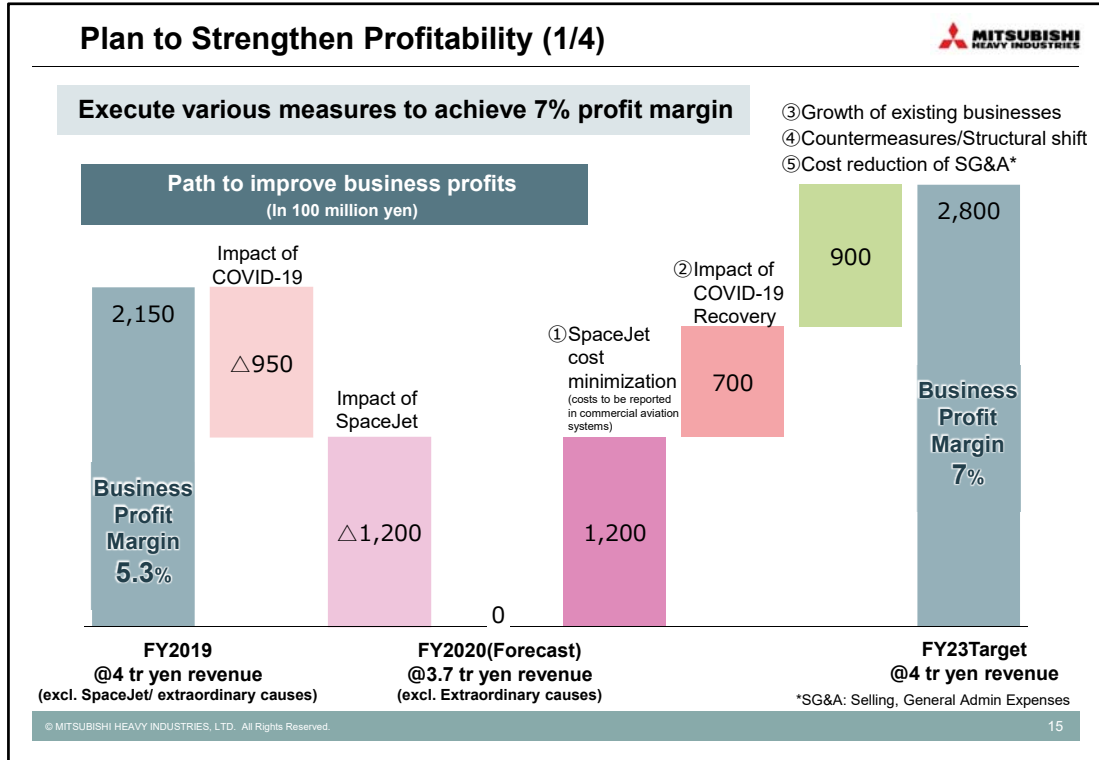 Plan to Strengthen Profitability (1/4)
MITSUBISHI
HEAVY INDUSTRIES
Execute various measures to achieve 7% profit margin
③Growth of existing businesses
④Countermeasures/Structural shift
⑤Cost reduction of SG&A*
Path to improve business profits
(In 100 million yen)
2,150
Business
Profit
Margin
5.3%
Impact of
COVID-19
△950
Impact of
SpaceJet
△1,200
0
①SpaceJet
cost
minimization
(costs to be reported
in commercial aviation
systems)
1,200
②Impact of
COVID-19
Recovery
700
900
2,800
Business
Profit
Margin
7%
FY2019
@4 tr yen revenue
(excl. SpaceJet/ extraordinary causes)
FY2020(Forecast)
@3.7 tr yen revenue
(excl. Extraordinary causes)
FY23Target
@4 tr yen revenue
*SG&A: Selling, General Admin Expenses
© MITSUBISHI HEAVY INDUSTRIES, LTD. All Rights Reserved.
15